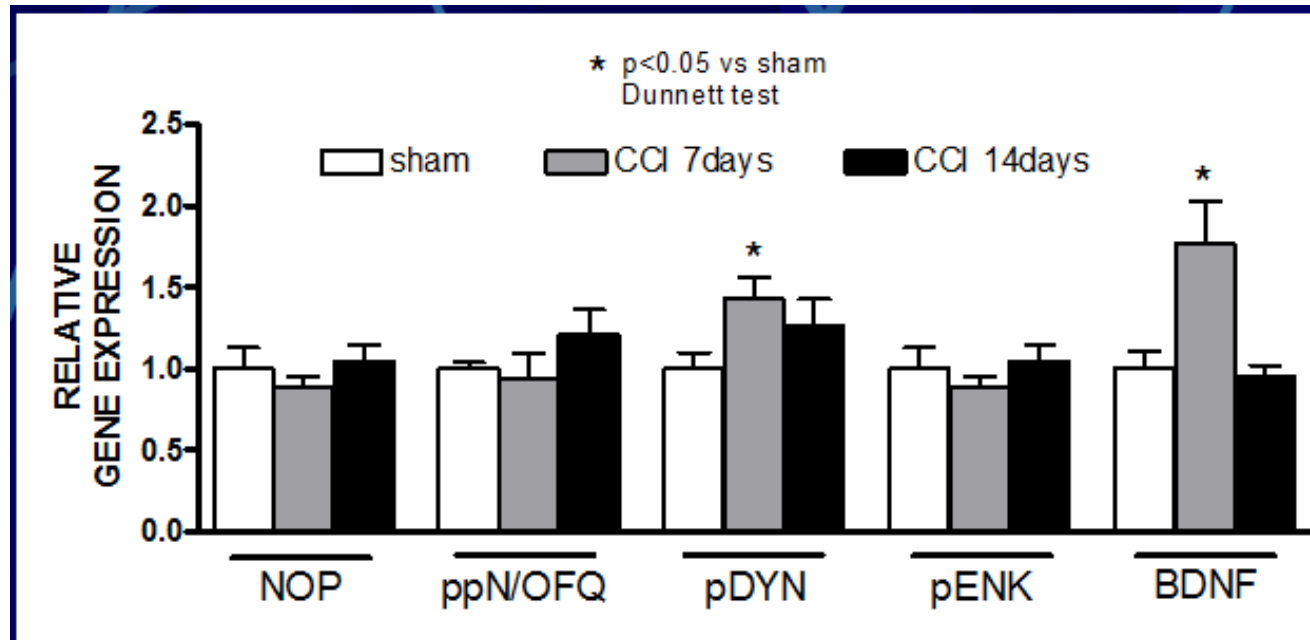 * p<0.05 vs sham
Dunnett test
sham CCI 7days CCI 14days
RELATIVE
GENE EXPRESSION
2.5
2.0
1.5
1.0
0.5
0.0
*
*
NOP ppN/OFQ pDYN pENK BDNF